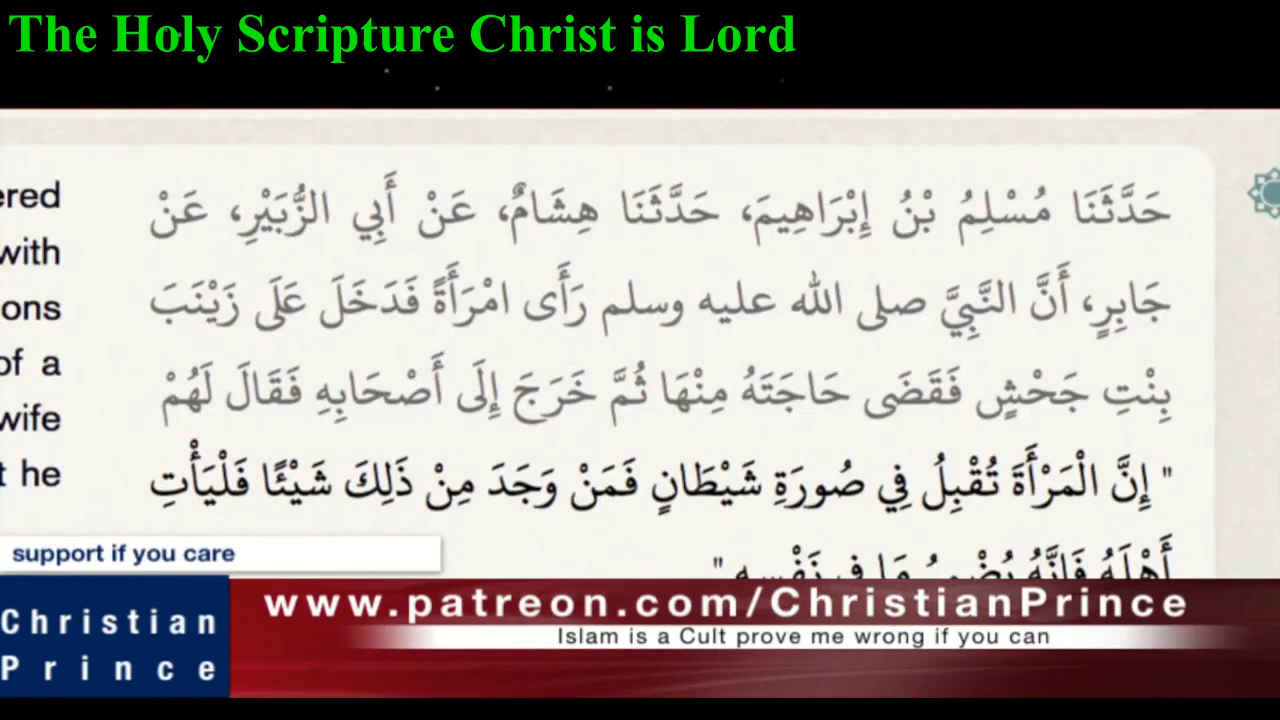 The Holy Scripture Christ is Lord
ered
with
ons
of a
wife
t he
حَدَّثَنَا مُسْلِمُ بْنُ إِبْرَاهِيمَ، حَدَّثَنَا هِشَامٌ، عَنْ أَبِي الزُّبَيْرِ، عَنْ
جَابِرٍ، أَنَّ النَّبِيَّ صلى الله عليه وسلم رَأَى امْرَأَةً فَدَخَلَ عَلَى زَيْنَبَ
بِنْتِ جَحْشٍ فَقَضَى حَاجَتَهُ مِنْهَا ثُمَّ خَرَجَ إِلَى أَصْحَابِهِ فَقَالَ لَهُمْ
" إِنَّ الْمَرْأَةَ تُقْبِلُ فِي صُورَةِ شَيْطَانٍ فَمَنْ وَجَدَ مِنْ ذَلِكَ شَيْئًا فَلْيَأْتِ
أَهْلَهُ فَإِنَّهُ يُضْمِرُ مَا فِي نَفْسِهِ "
support if you care
Christian
Prince
www.patreon.com/ChristianPrince
Islam is a Cult prove me wrong if you can